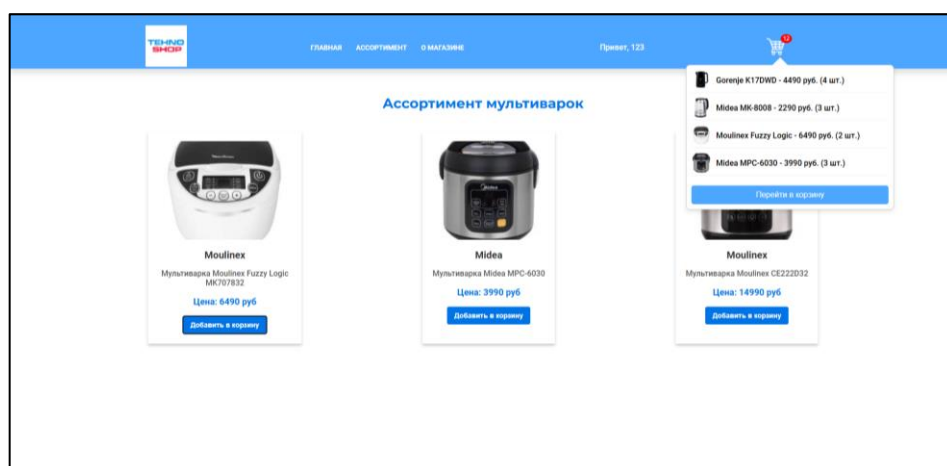 TEHNO
SHOP
ГЛАВНАЯ АССОРТИМЕНТ О МАГАЗИНЕ
Привет, 123
12
Gorenje K17DWD - 4490 руб. (4 шт.)
Midea MK-8008 - 2290 руб. (3 шт.)
Moulinex Fuzzy Logic - 6490 руб. (2 шт.)
Midea MPC-6030 - 3990 руб. (3 шт.)
Перейти в корзину
Ассортимент мультиварок
Moulinex
Мультиварка Moulinex Fuzzy Logic
MK707832
Цена: 6490 руб
Добавить в корзину
Midea
Midea
Мультиварка Midea MPC-6030
Цена: 3990 руб
Добавить в корзину
Moulinex
Мультиварка Moulinex CE222D32
Цена: 14990 руб
Добавить в корзину